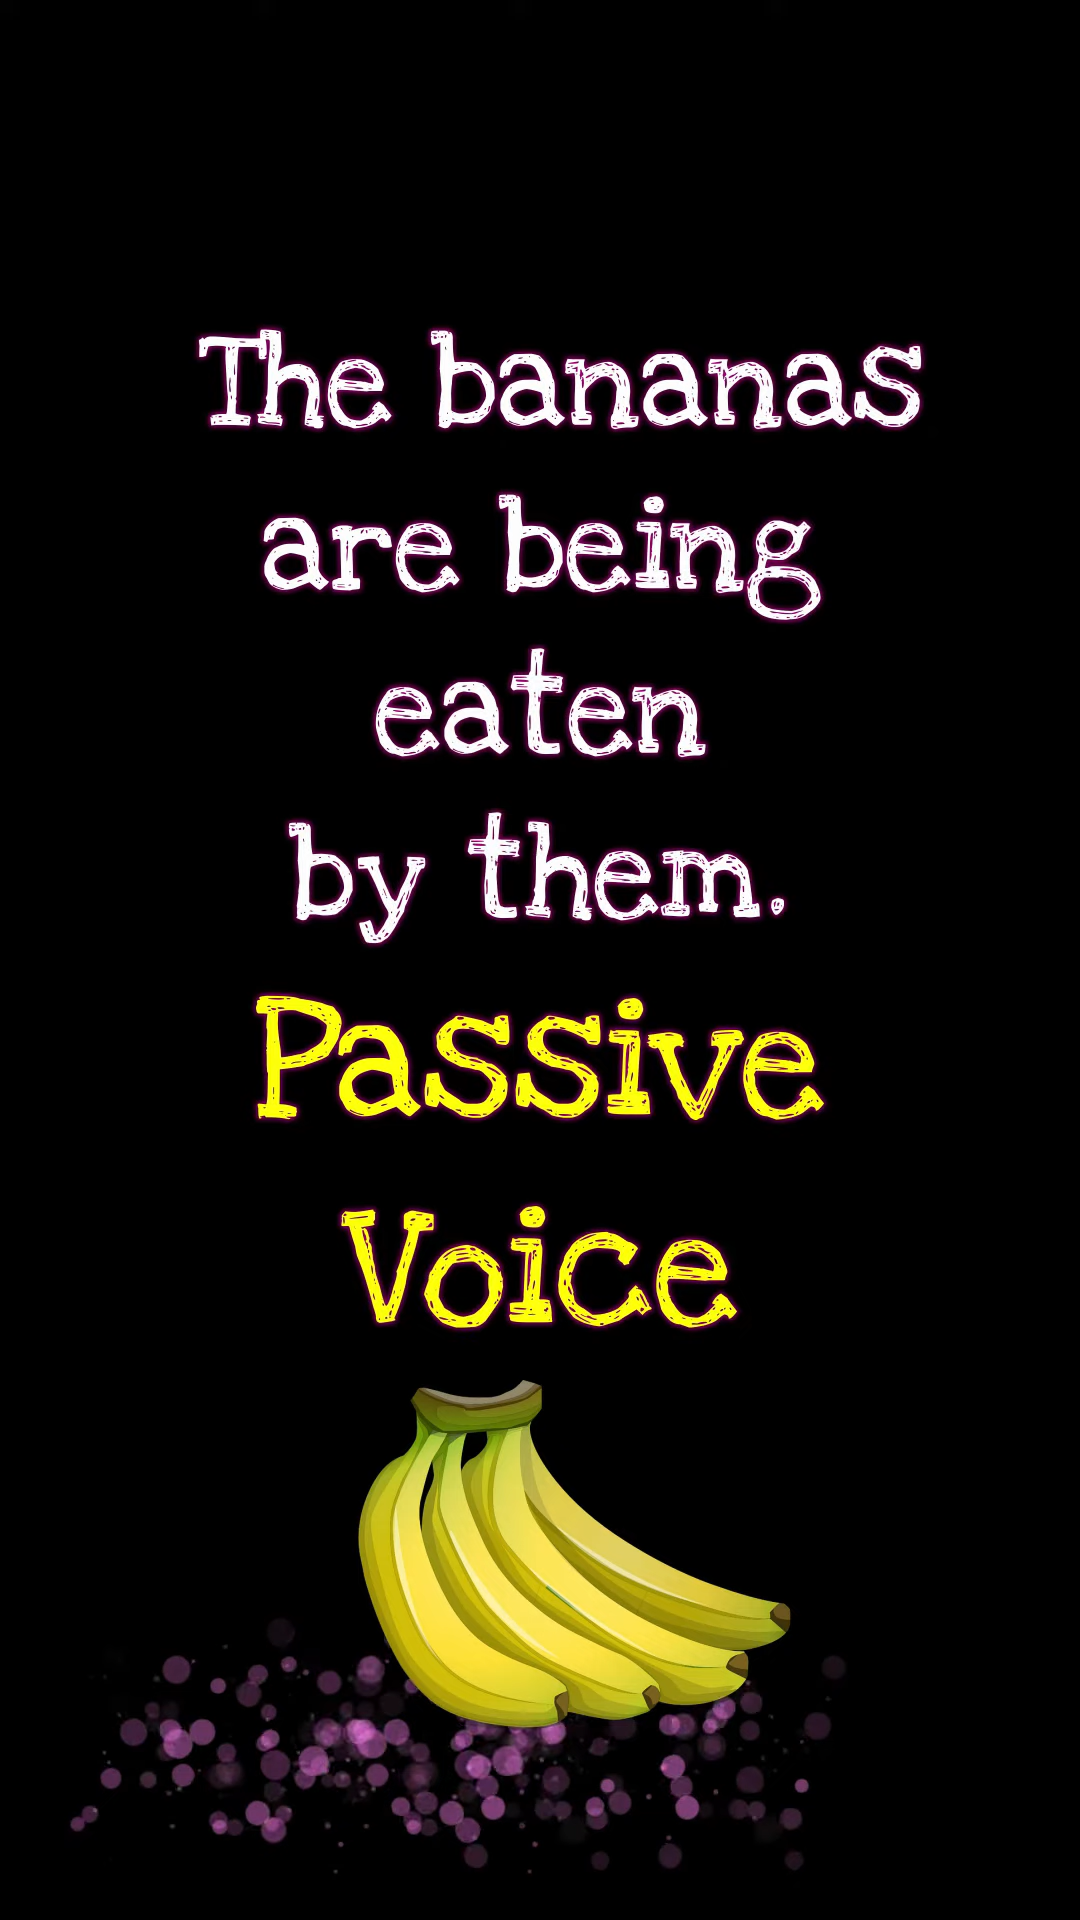 The bananas
are being
eaten
by them.
Passive
Voice